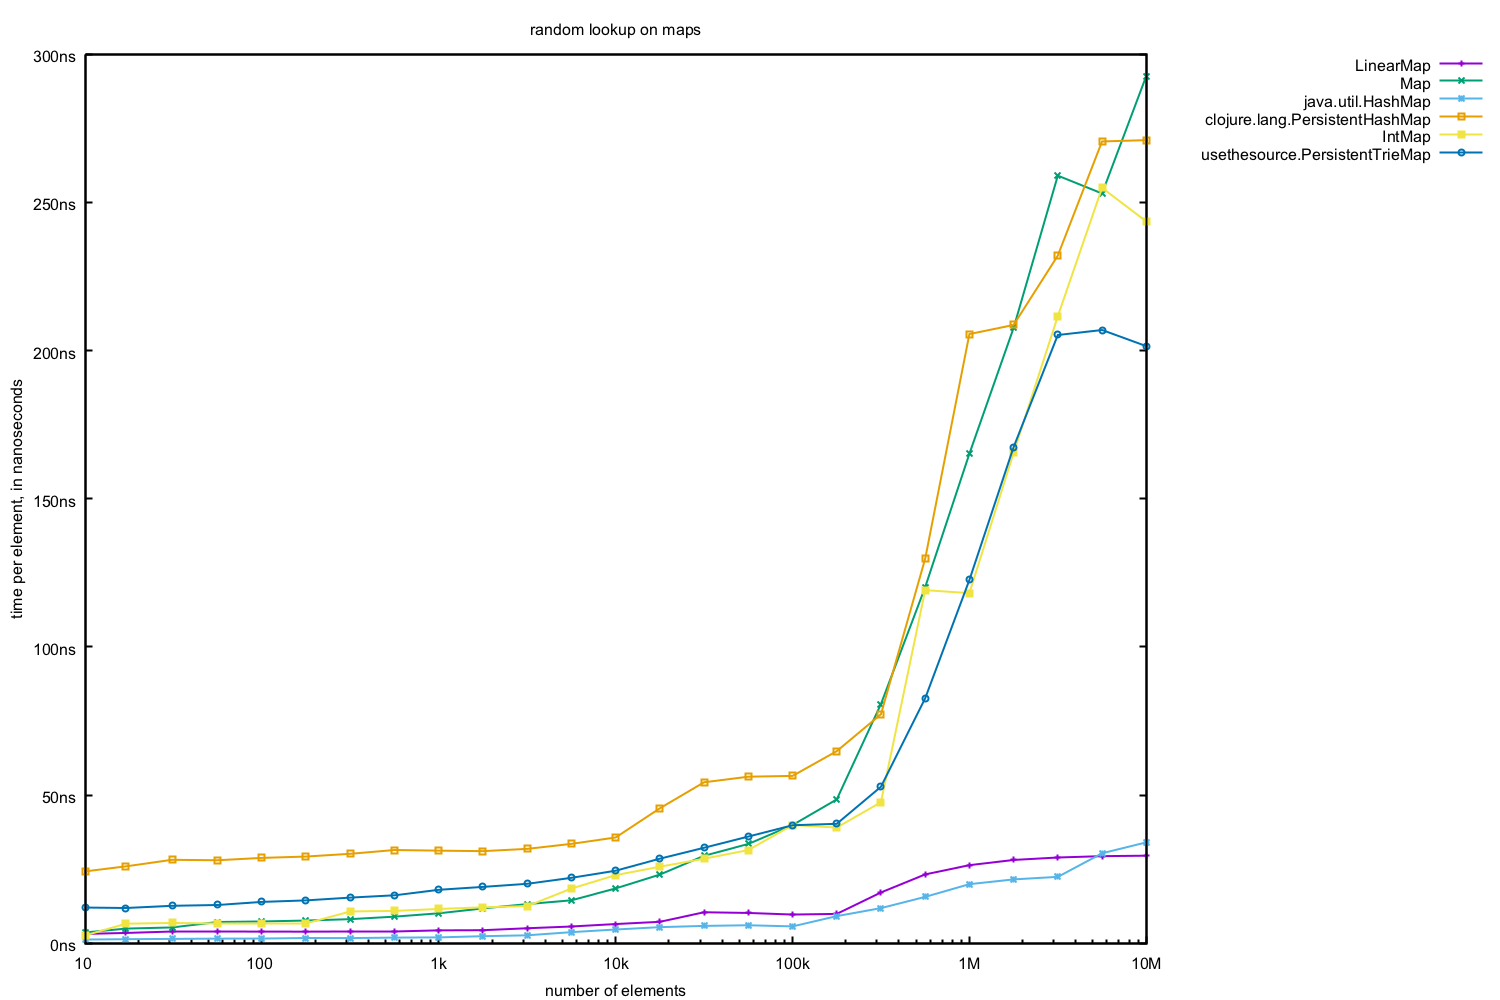 random lookup on maps
300ns
250ns
200ns
150ns
100ns
50ns
0ns
time per element, in nanoseconds
10
100
1k
10k
100k
1M
10M
number of elements
LinearMap
Map
java.util.HashMap
clojure.lang.PersistentHashMap
IntMap
usethesource.PersistentTrieMap